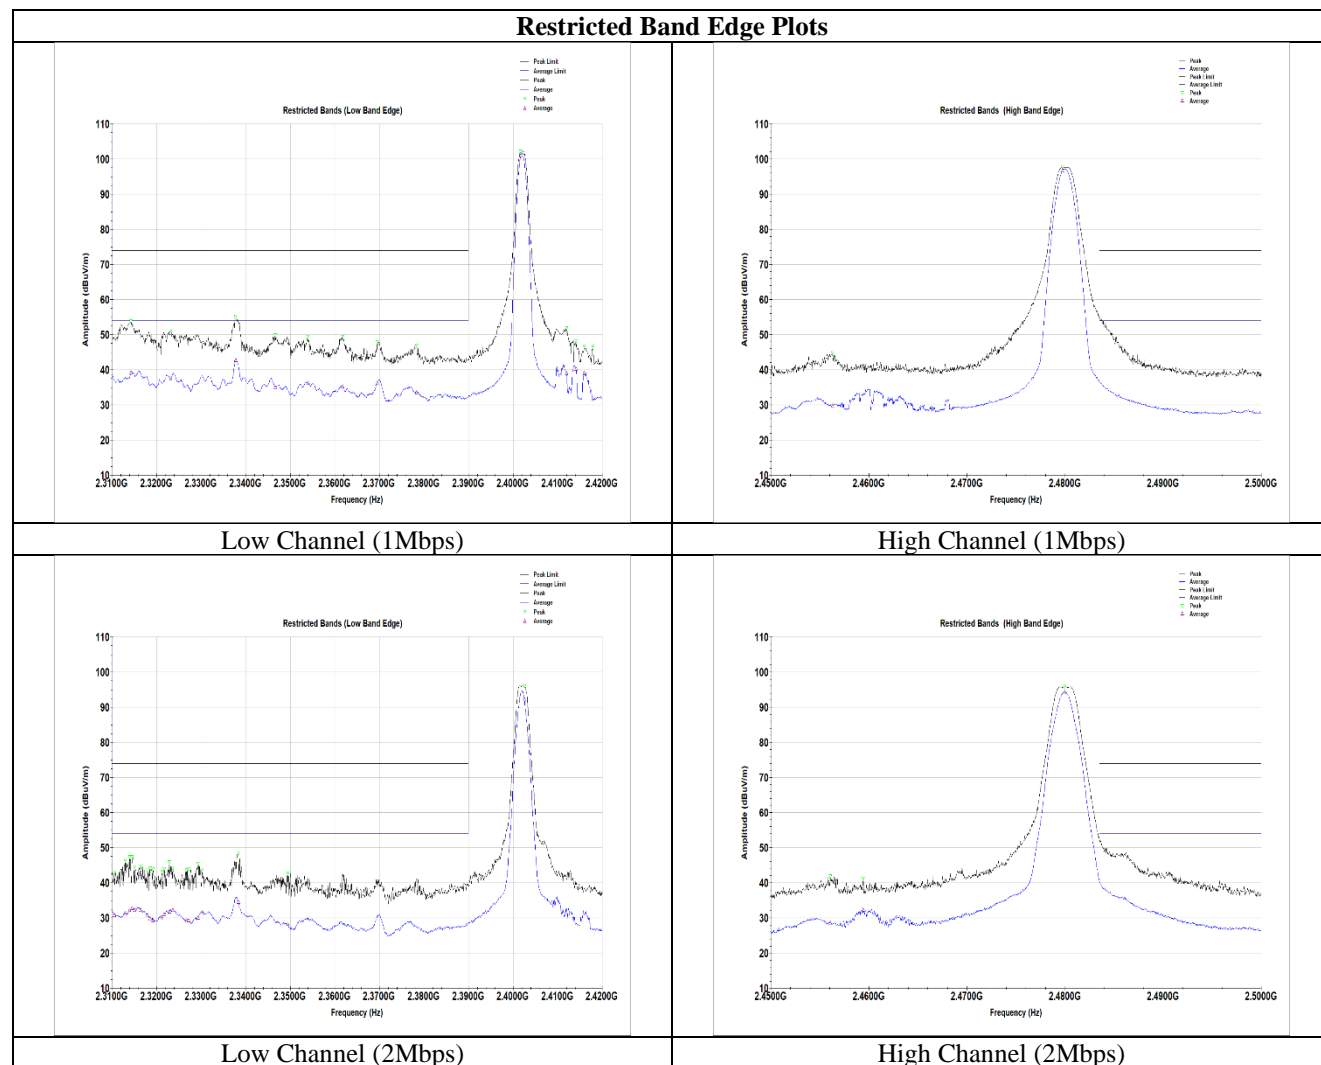 Restricted Band Edge Plots
Peak Limit
Average Limit
Peak
Average
Peak
Average
Restricted Bands (Low Band Edge)
110
100
90
80
70
60
50
40
30
20
10
Amplitude (dBuV/m)
2.3100G 2.3200G 2.3300G 2.3400G 2.3500G 2.3600G 2.3700G 2.3800G 2.3900G 2.4000G 2.4100G 2.4200G
Frequency (Hz)
Peak
Average
Peak Limit
Average Limit
Peak
Average
Restricted Bands (High Band Edge)
110
100
90
80
70
60
50
40
30
20
10
Amplitude (dBuV/m)
2.4500G 2.4600G 2.4700G 2.4800G 2.4900G 2.5000G
Frequency (Hz)
Low Channel (1Mbps) High Channel (1Mbps)
Peak Limit
Average Limit
Peak
Average
Peak
Average
Restricted Bands (Low Band Edge)
110
100
90
80
70
60
50
40
30
20
10
Amplitude (dBuV/m)
2.3100G 2.3200G 2.3300G 2.3400G 2.3500G 2.3600G 2.3700G 2.3800G 2.3900G 2.4000G 2.4100G 2.4200G
Frequency (Hz)
Peak
Average
Peak Limit
Average Limit
Peak
Average
Restricted Bands (High Band Edge)
110
100
90
80
70
60
50
40
30
20
10
Amplitude (dBuV/m)
2.4500G 2.4600G 2.4700G 2.4800G 2.4900G 2.5000G
Frequency (Hz)
Low Channel (2Mbps) High Channel (2Mbps)